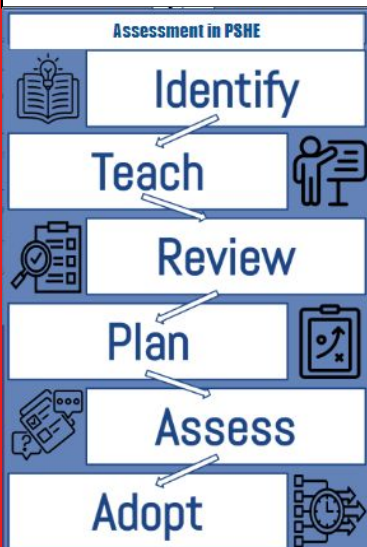 Assessment in PSHE
Identify
Teach
Review
Plan
Assess
Adopt